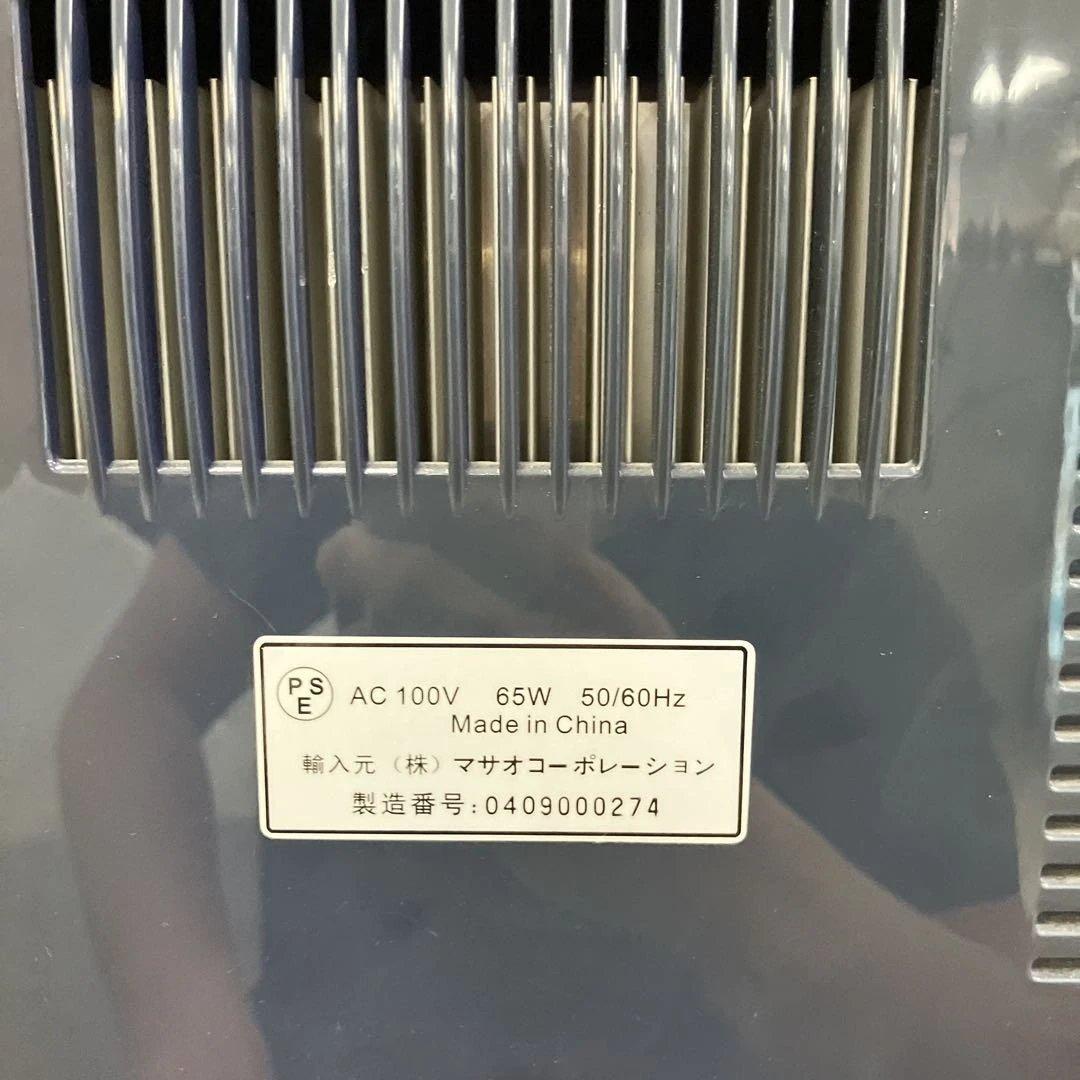 PSE AC 100V 65W 50/60Hz
Made in China
輸入元（株）マサオコーポレーション
製造番号:0409000274